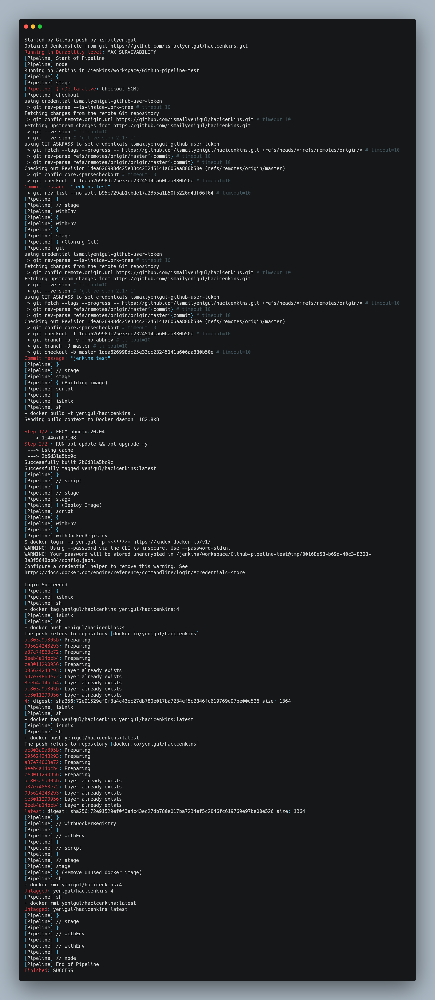 Started by GitHub push by ismailyenigul
Obtained Jenkinsfile from git https://github.com/ismailyenigul/hacicenkins.git
Running in Durability level: MAX_SURVIVABILITY
[Pipeline] Start of Pipeline
[Pipeline] node
Running on Jenkins in /jenkins/workspace/Github-pipeline-test
[Pipeline] {
[Pipeline] stage
[Pipeline] { (Declarative: Checkout SCM)
[Pipeline] checkout
using credential ismailyenigul-github-user-token
 > git rev-parse --is-inside-work-tree # timeout=10
Fetching changes from the remote Git repository
 > git config remote.origin.url https://github.com/ismailyenigul/hacicenkins.git # timeout=10
Fetching upstream changes from https://github.com/ismailyenigul/hacicenkins.git
 > git --version # timeout=10
 > git --version # 'git version 2.17.1'
using GIT_ASKPASS to set credentials ismailyenigul-github-user-token
 > git fetch --tags --progress -- https://github.com/ismailyenigul/hacicenkins.git +refs/heads/*:refs/remotes/origin/* # timeout=10
 > git rev-parse refs/remotes/origin/master^{commit} # timeout=10
 > git rev-parse refs/remotes/origin/origin/master^{commit} # timeout=10
Checking out Revision 1dea626998dc25e33cc23245141a606aa880b50e (refs/remotes/origin/master)
 > git config core.sparsecheckout # timeout=10
 > git checkout -f 1dea626998dc25e33cc23245141a606aa880b50e # timeout=10
Commit message: "jenkins test"
 > git rev-list --no-walk b95e729ab1cbde17a2355a1b50f5226d4df66f64 # timeout=10
[Pipeline] }
[Pipeline] // stage
[Pipeline] withEnv
[Pipeline] {
[Pipeline] withEnv
[Pipeline] {
[Pipeline] stage
[Pipeline] { (Cloning Git)
[Pipeline] git
using credential ismailyenigul-github-user-token
 > git rev-parse --is-inside-work-tree # timeout=10
Fetching changes from the remote Git repository
 > git config remote.origin.url https://github.com/ismailyenigul/hacicenkins.git # timeout=10
Fetching upstream changes from https://github.com/ismailyenigul/hacicenkins.git
 > git --version # timeout=10
 > git --version # 'git version 2.17.1'
using GIT_ASKPASS to set credentials ismailyenigul-github-user-token
 > git fetch --tags --progress -- https://github.com/ismailyenigul/hacicenkins.git +refs/heads/*:refs/remotes/origin/* # timeout=10
 > git rev-parse refs/remotes/origin/master^{commit} # timeout=10
 > git rev-parse refs/remotes/origin/origin/master^{commit} # timeout=10
Checking out Revision 1dea626998dc25e33cc23245141a606aa880b50e (refs/remotes/origin/master)
 > git config core.sparsecheckout # timeout=10
 > git checkout -f 1dea626998dc25e33cc23245141a606aa880b50e # timeout=10
 > git branch -a -v --no-abbrev # timeout=10
 > git branch -D master # timeout=10
 > git checkout -b master 1dea626998dc25e33cc23245141a606aa880b50e # timeout=10
Commit message: "jenkins test"
[Pipeline] }
[Pipeline] // stage
[Pipeline] stage
[Pipeline] { (Building image)
[Pipeline] script
[Pipeline] {
[Pipeline] isUnix
[Pipeline] sh
+ docker build -t yenigul/hacicenkins .
Sending build context to Docker daemon  182.8kB

Step 1/2 : FROM ubuntu:20.04
 ---> 1e4467b07108
Step 2/2 : RUN apt update && apt upgrade -y
 ---> Using cache
 ---> 2b6d31a5bc9c
Successfully built 2b6d31a5bc9c
Successfully tagged yenigul/hacicenkins:latest
[Pipeline] }
[Pipeline] // script
[Pipeline] }
[Pipeline] // stage
[Pipeline] stage
[Pipeline] { (Deploy Image)
[Pipeline] script
[Pipeline] {
[Pipeline] withEnv
[Pipeline] {
[Pipeline] withDockerRegistry
$ docker login -u yenigul -p ******** https://index.docker.io/v1/
WARNING! Using --password via the CLI is insecure. Use --password-stdin.
WARNING! Your password will be stored unencrypted in /jenkins/workspace/Github-pipeline-test@tmp/00168e58-b69d-40c3-8308-
3a3f5648bb84/config.json.
Configure a credential helper to remove this warning. See
https://docs.docker.com/engine/reference/commandline/login/#credentials-store

Login Succeeded
[Pipeline] {
[Pipeline] isUnix
[Pipeline] sh
+ docker tag yenigul/hacicenkins yenigul/hacicenkins:4
[Pipeline] isUnix
[Pipeline] sh
+ docker push yenigul/hacicenkins:4
The push refers to repository [docker.io/yenigul/hacicenkins]
ac803a9a305b: Preparing
095624243293: Preparing
a37e74863e72: Preparing
8eeb4a14bcb4: Preparing
ce3011290956: Preparing
095624243293: Layer already exists
a37e74863e72: Layer already exists
8eeb4a14bcb4: Layer already exists
ac803a9a305b: Layer already exists
ce3011290956: Layer already exists
4: digest: sha256:72e91529ef0f3a4c43ec27db780e017ba7234ef5c2846fc619769e97be00e526 size: 1364
[Pipeline] isUnix
[Pipeline] sh
+ docker tag yenigul/hacicenkins yenigul/hacicenkins:latest
[Pipeline] isUnix
[Pipeline] sh
+ docker push yenigul/hacicenkins:latest
The push refers to repository [docker.io/yenigul/hacicenkins]
ac803a9a305b: Preparing
095624243293: Preparing
a37e74863e72: Preparing
8eeb4a14bcb4: Preparing
ce3011290956: Preparing
ac803a9a305b: Layer already exists
a37e74863e72: Layer already exists
095624243293: Layer already exists
ce3011290956: Layer already exists
8eeb4a14bcb4: Layer already exists
latest: digest: sha256:72e91529ef0f3a4c43ec27db780e017ba7234ef5c2846fc619769e97be00e526 size: 1364
[Pipeline] }
[Pipeline] // withDockerRegistry
[Pipeline] }
[Pipeline] // withEnv
[Pipeline] }
[Pipeline] // script
[Pipeline] }
[Pipeline] // stage
[Pipeline] stage
[Pipeline] { (Remove Unused docker image)
[Pipeline] sh
+ docker rmi yenigul/hacicenkins:4
Untagged: yenigul/hacicenkins:4
[Pipeline] sh
+ docker rmi yenigul/hacicenkins:latest
Untagged: yenigul/hacicenkins:latest
[Pipeline] }
[Pipeline] // stage
[Pipeline] }
[Pipeline] // withEnv
[Pipeline] }
[Pipeline] // withEnv
[Pipeline] }
[Pipeline] // node
[Pipeline] End of Pipeline
Finished: SUCCESS